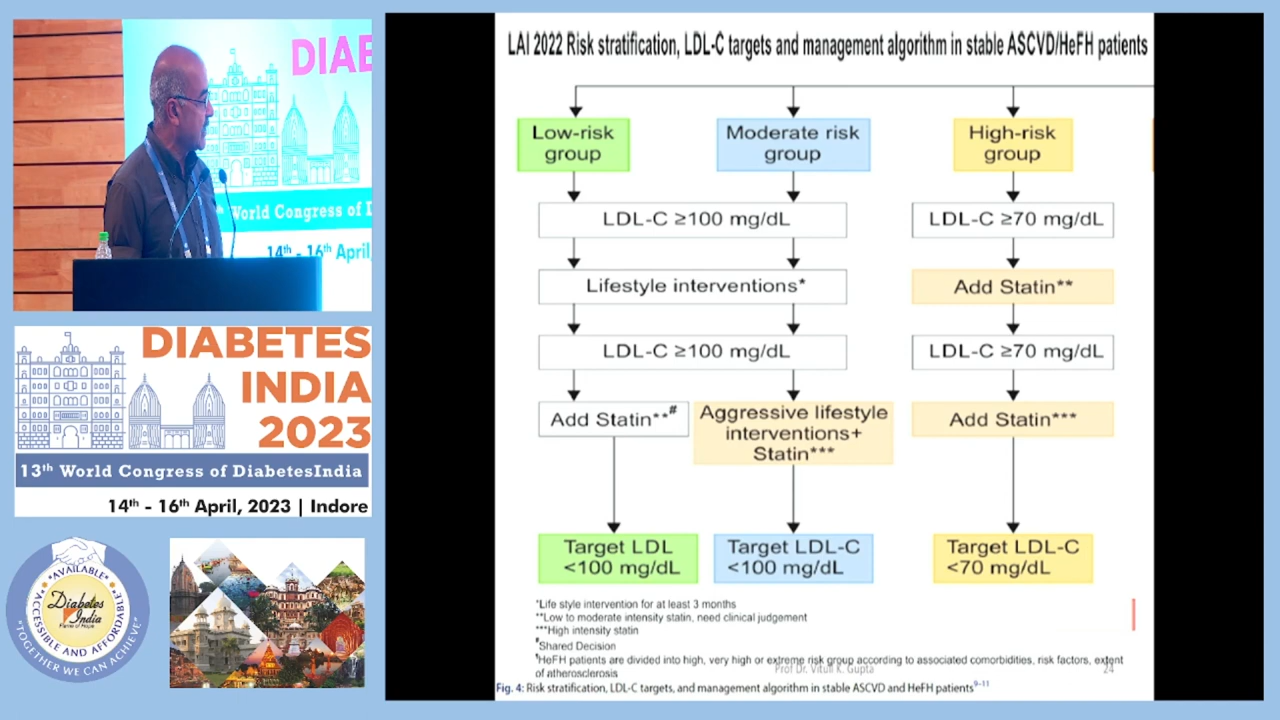 DIAB
World Congress of D
14th - 16th April
DIABETES
INDIA
2023
13th World Congress of DiabetesIndia
14th - 16th April, 2023 | Indore
"AVAILABLE"
"ACCESSIBLE AND AFFORDABLE"
Diabetes
India
"TOGETHER WE CAN ACHIEVE"
LAI 2022 Risk stratification, LDL-C targets and management algorithm in stable ASCVD/HeFH patients
Low-risk
group
Moderate risk
group
High-risk
group
LDL-C ≥100 mg/dL
LDL-C ≥70 mg/dL
Lifestyle interventions*
Add Statin**
LDL-C ≥100 mg/dL
LDL-C ≥70 mg/dL
Add Statin**#
Aggressive lifestyle
interventions+
Statin***
Add Statin***
Target LDL
<100 mg/dL
Target LDL-C
<100 mg/dL
Target LDL-C
<70 mg/dL
*Life style intervention for at least 3 months
**Low to moderate intensity statin, need clinical judgement
***High intensity statin
#Shared Decision
HeFH patients are divided into high, very high or extreme risk group according to associated comorbidities, risk factors, extent
of atherosclerosis
Prof Dr. Vitull K. Gupta
24
Fig. 4: Risk stratification, LDL-C targets, and management algorithm in stable ASCVD and HeFH patients9-11